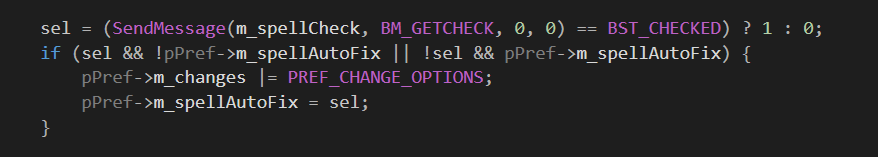 sel = (SendMessage(m_spellCheck, BM_GETCHECK, 0, 0) == BST_CHECKED) ? 1 : 0;
if (sel && !pPref->m_spellAutoFix || !sel && pPref->m_spellAutoFix) {
    pPref->m_changes |= PREF_CHANGE_OPTIONS;
    pPref->m_spellAutoFix = sel;
}